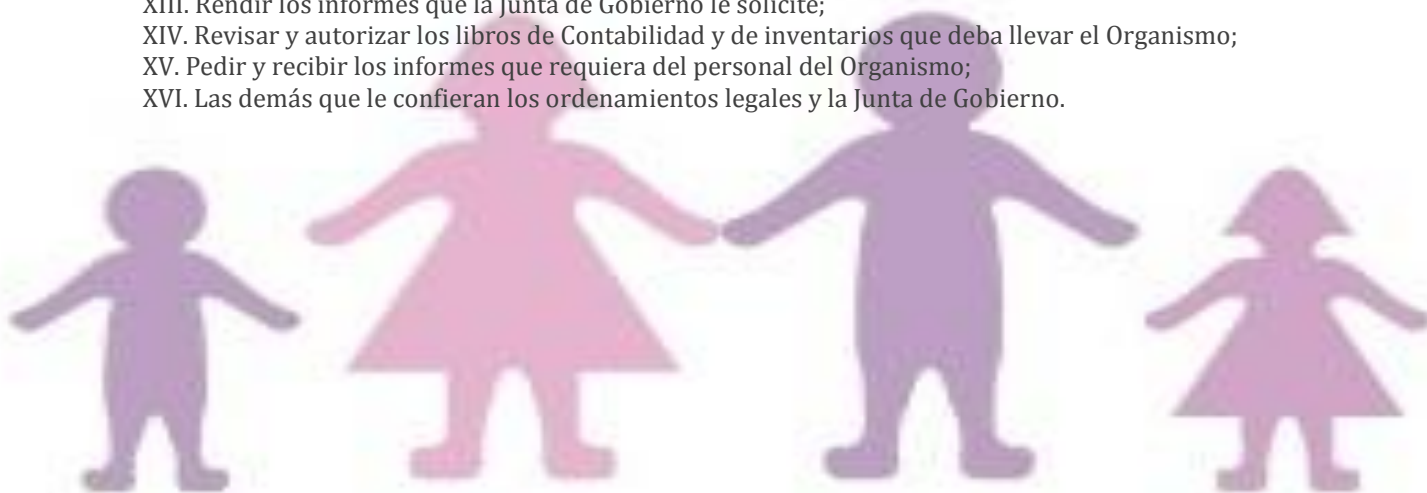 XIII. Rendir los informes que la Junta de Gobierno le solicite;
XIV. Revisar y autorizar los libros de Contabilidad y de inventarios que deba llevar el Organismo;
XV. Pedir y recibir los informes que requiera del personal del Organismo;
XVI. Las demás que le confieran los ordenamientos legales y la Junta de Gobierno.